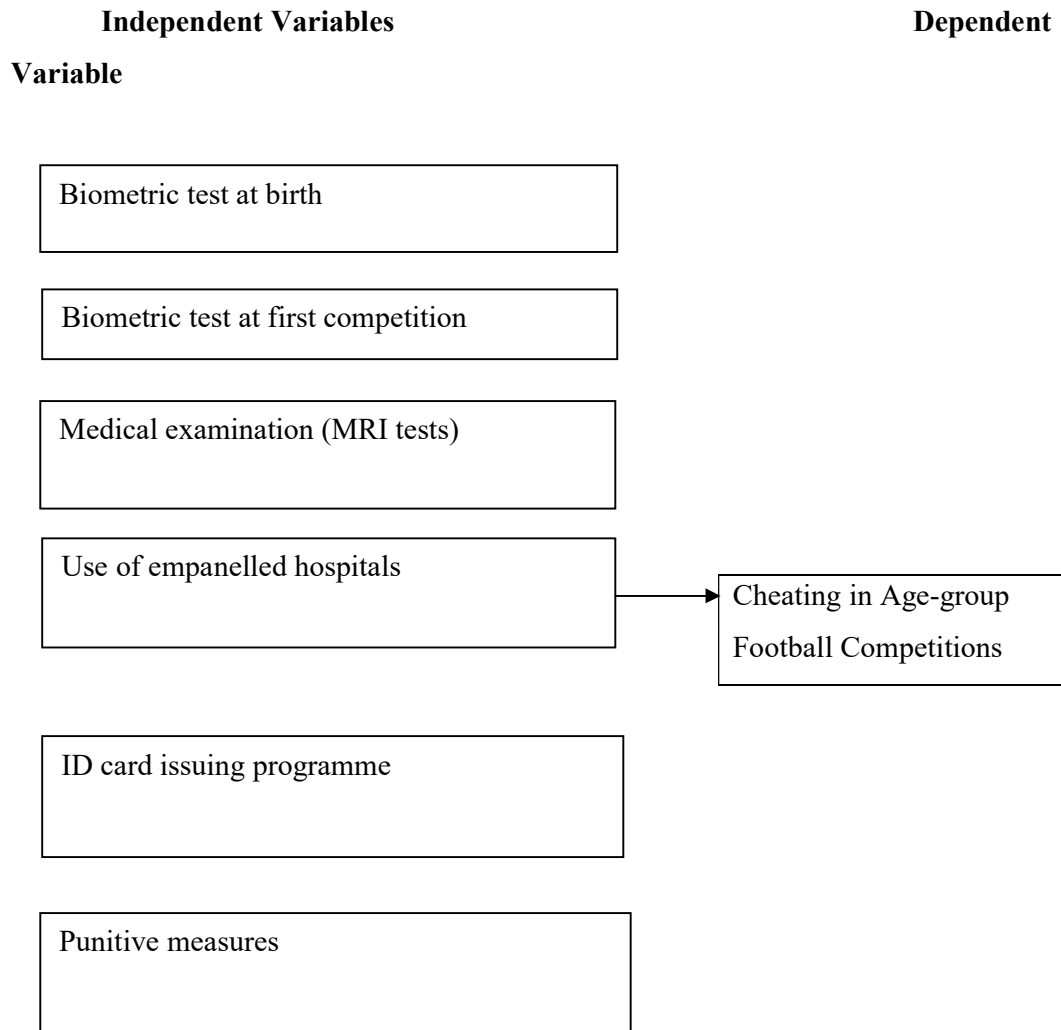 Independent Variables Dependent
Variable
Biometric test at birth
Biometric test at first competition
Medical examination (MRI tests)
Use of empanelled hospitals
Cheating in Age-group
Football Competitions
ID card issuing programme
Punitive measures